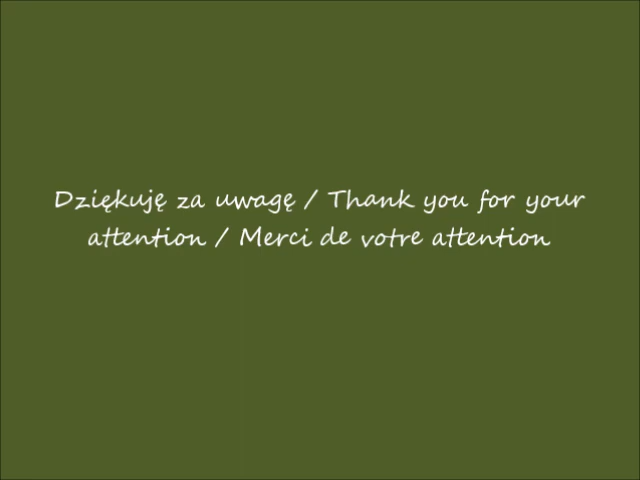 Dziękuję za uwagę / Thank you for your
attention / Merci de votre attention